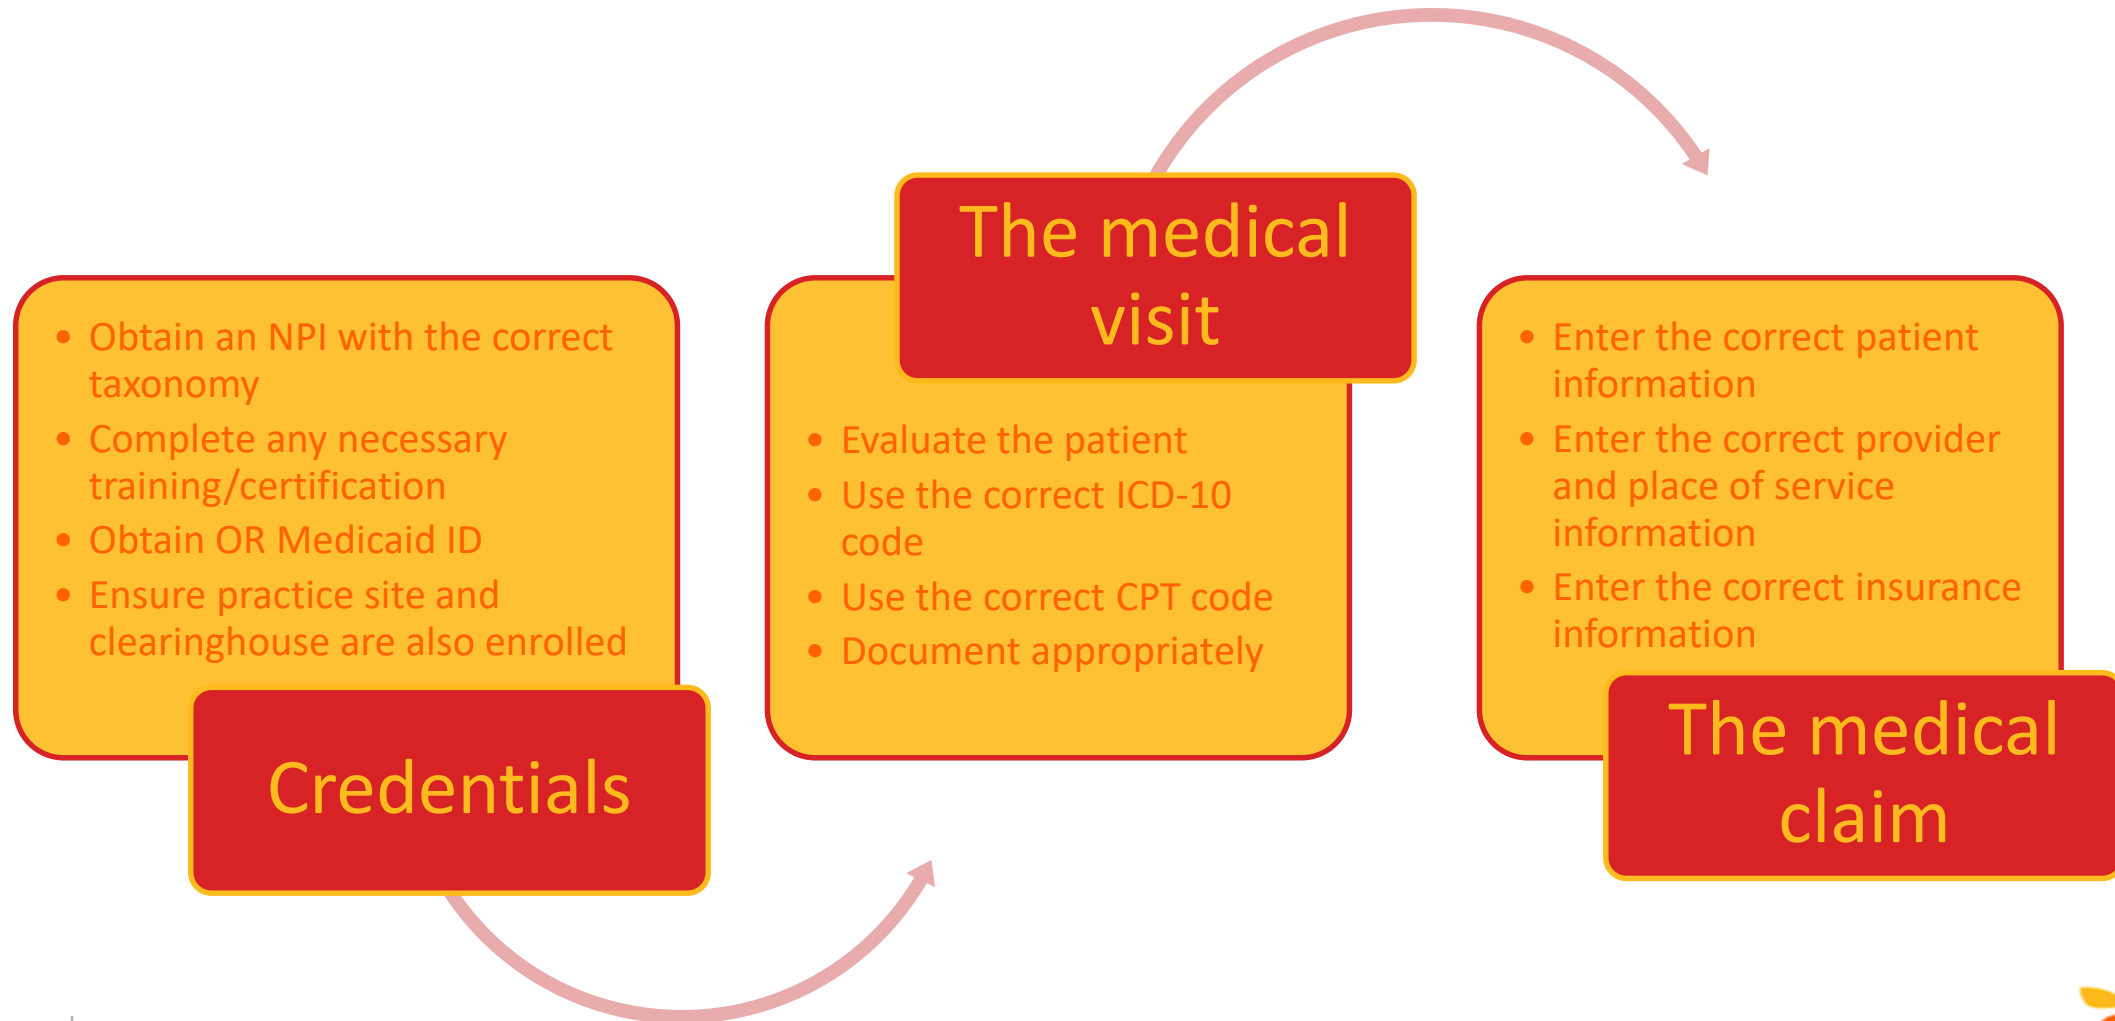 • Obtain an NPI with the correct
taxonomy
• Complete any necessary
training/certification
• Obtain OR Medicaid ID
• Ensure practice site and
clearinghouse are also enrolled
Credentials
The medical
visit
• Evaluate the patient
• Use the correct ICD-10
code
• Use the correct CPT code
• Document appropriately
• Enter the correct patient
information
• Enter the correct provider
and place of service
information
• Enter the correct insurance
information
The medical
claim